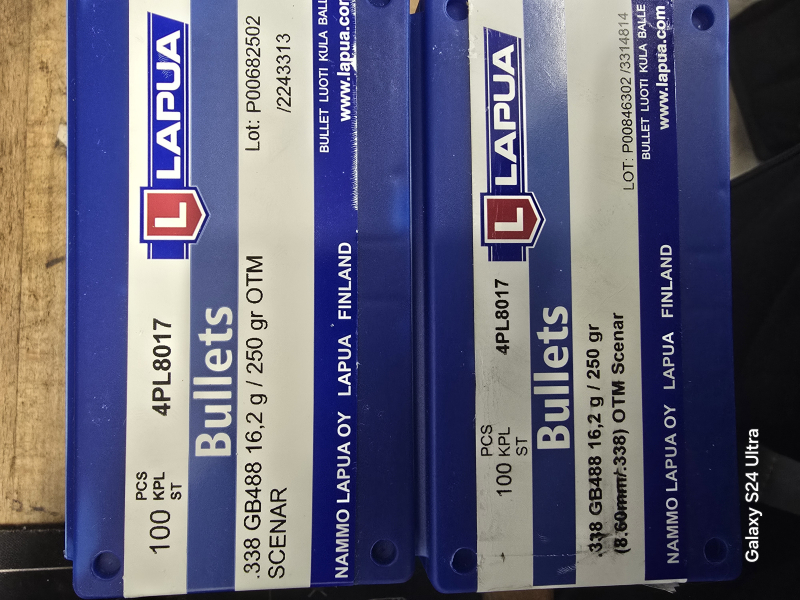 LAPUA
L
Lot: P00682502
/2243313
PCS
100 KPL
ST
4PL8017
Bullets
.338 GB488 16,2 g / 250 gr OTM
SCENAR
BULLET LUOTI KULA BALL
www.lapua.com
NAMMO LAPUA OY LAPUA FINLAND
LAPUA
L
LOT: P00846302 /3314814
PCS
100 KPL
ST
4PL8017
Bullets
.338 GB488 16,2 g / 250 gr
(8.60mm/.338) OTM Scenar
BULLET LUOTI KULA BALLE
www.lapua.com
NAMMO LAPUA OY LAPUA FINLAND
Galaxy S24 Ultra